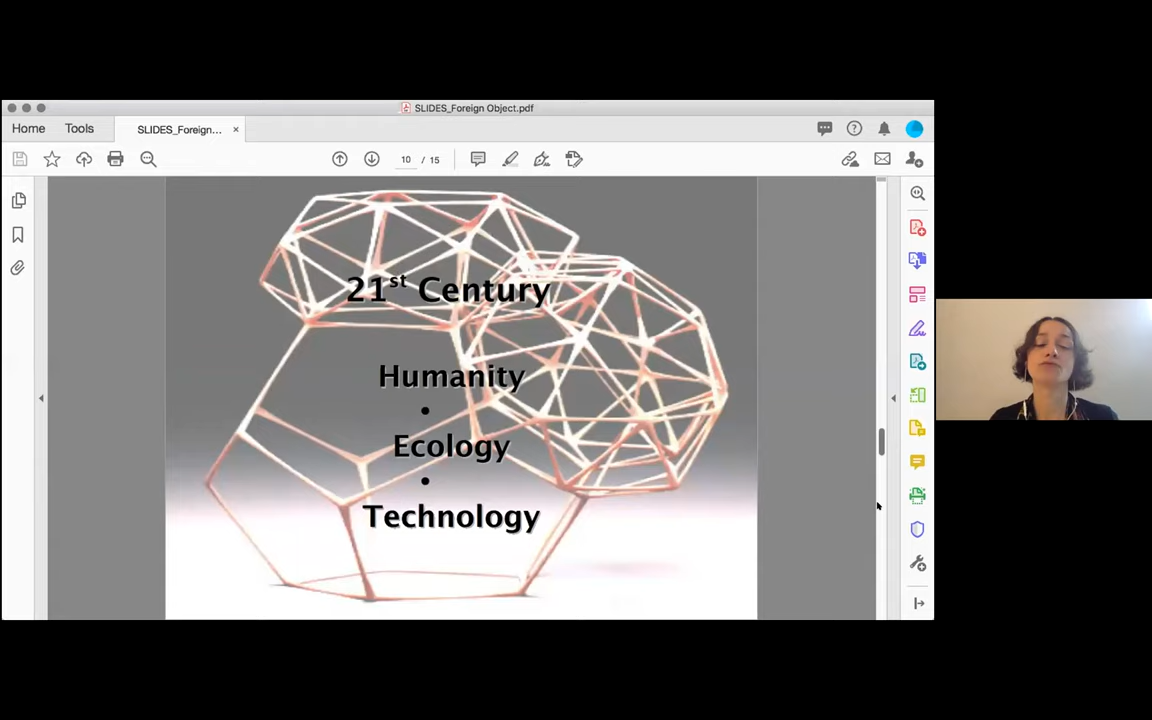 SLIDES_Foreign Object.pdf
Home
Tools
SLIDES_Foreign...
×
10 / 15
21st Century
Humanity
•
Ecology
•
Technology